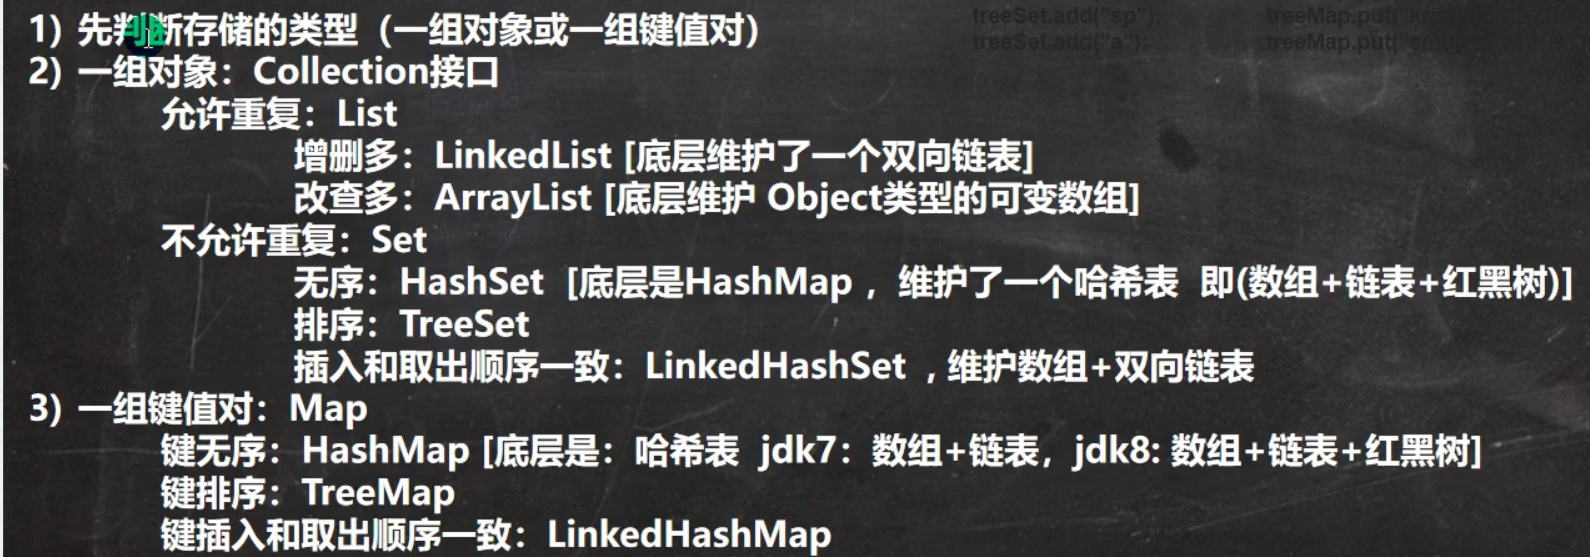 treeSet.add("sp");
treeSet.add("a");
1) 先判断存储的类型（一组对象或一组键值对）
2) 一组对象：Collection接口
允许重复：List
增删多：LinkedList [底层维护了一个双向链表]
改查多：ArrayList [底层维护 Object类型的可变数组]
不允许重复：Set
无序：HashSet [底层是HashMap ，维护了一个哈希表 即(数组+链表+红黑树)]
排序：TreeSet
插入和取出顺序一致：LinkedHashSet ，维护数组+双向链表
3) 一组键值对：Map
键无序：HashMap [底层是：哈希表 jdk7：数组+链表，jdk8: 数组+链表+红黑树]
键排序：TreeMap
键插入和取出顺序一致：LinkedHashMap